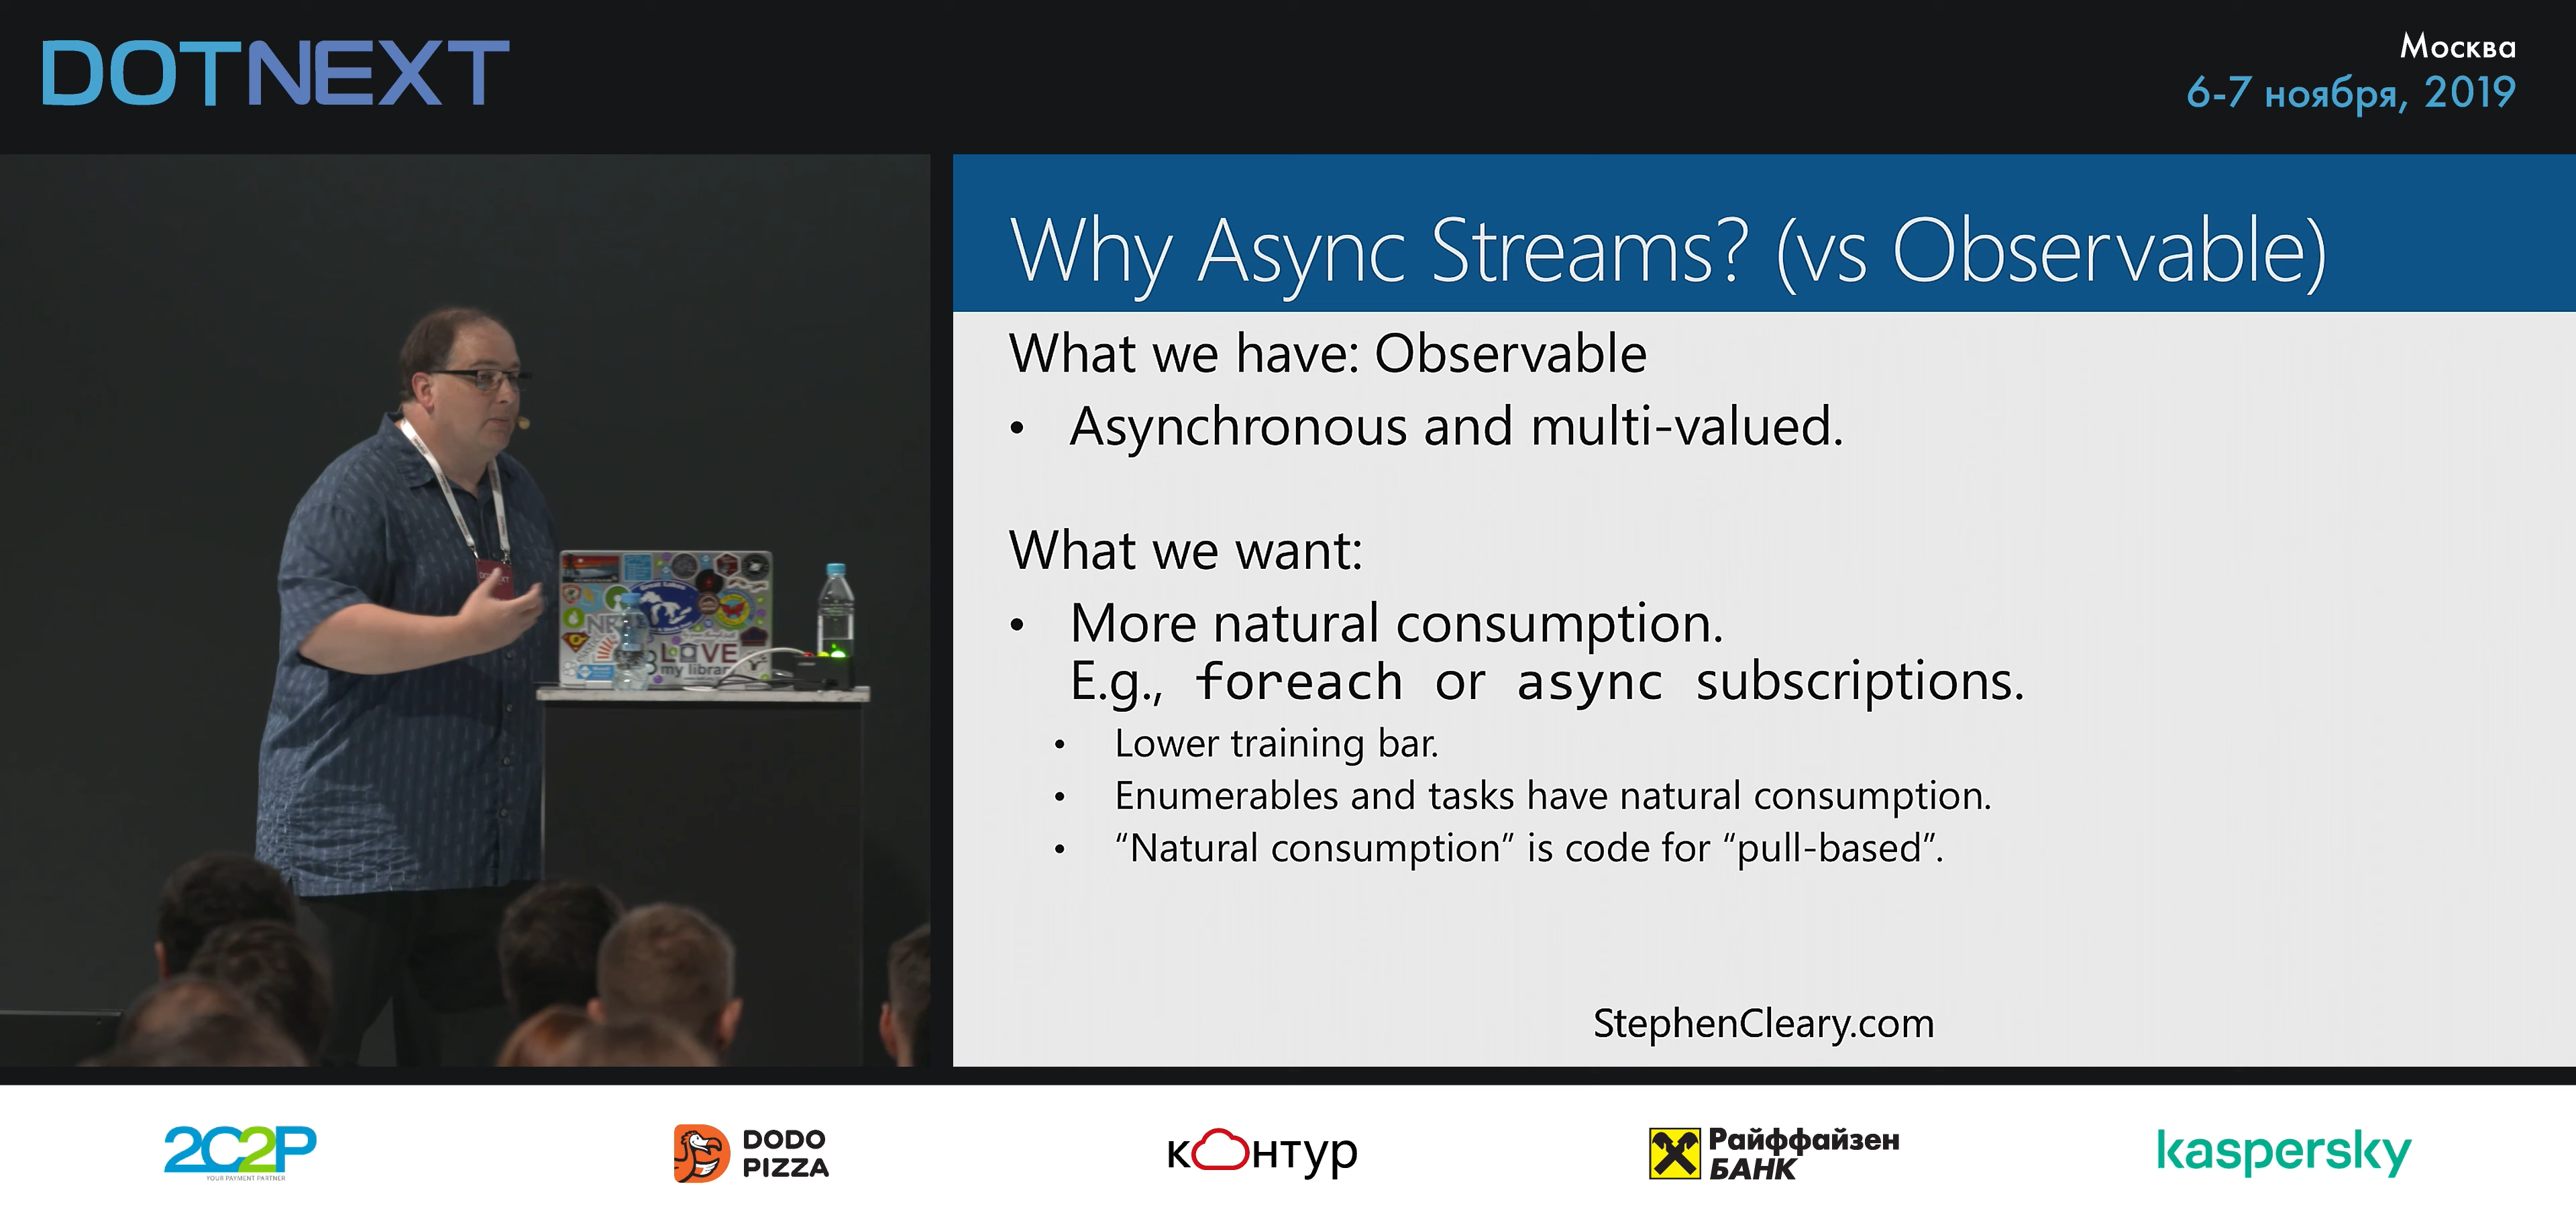 DOTNEXT
Москва
6-7 ноября, 2019
Why Async Streams? (vs Observable)
What we have: Observable
• Asynchronous and multi-valued.
What we want:
• More natural consumption.
E.g., foreach or async subscriptions.
• Lower training bar.
• Enumerables and tasks have natural consumption.
• “Natural consumption” is code for “pull-based”.
StephenCleary.com
LOVE
my librar
2C2P
YOUR PAYMENT PARTNER
DODO
PIZZA
контур
Райффайзен
БАНК
kaspersky